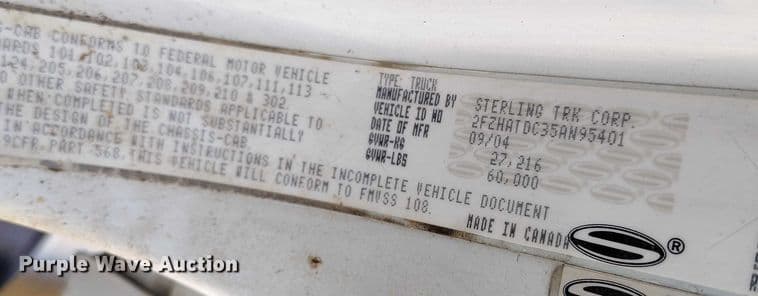 S-CAB CONFORMS TO FEDERAL MOTOR VEHICLE
ARDS 101, 102, 103, 104, 106, 107, 111, 113 -
124, 205, 206, 207, 208, 209, 210 & 302
D OTHER SAFETY STANDARDS APPLICABLE TO
WHEN COMPLETED IS NOT SUBSTANTIALLY
THE DESIGN OF THE CHASSIS-CAB.
IN ACCORDANCE WITH INSTRUCTIONS IN THE INCOMPLETE VEHICLE DOCUMENT
9CFR, PART 568, THIS VEHICLE WILL CONFORM TO FMVSS 108.
TYPE: TRUCK
MANUFACTURED BY STERLING TRK CORP.
VEHICLE ID NO 2FZHATDC35AN95401
DATE OF MFR 09/04
GVWR-KG 27,216
GVWR-LBS 60,000
MADE IN CANADA
S ®
Purple Wave Auction